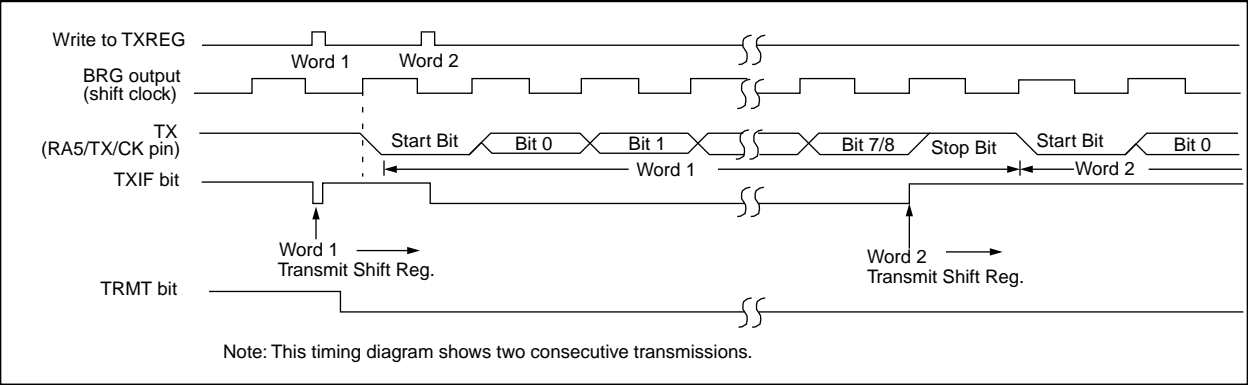 Write to TXREG
Word 1
Word 2
BRG output
(shift clock)
TX
(RA5/TX/CK pin)
Start Bit
Bit 0
Bit 1
Bit 7/8
Stop Bit
Start Bit
Bit 0
Word 1
Word 2
TXIF bit
Word 1
Transmit Shift Reg.
Word 2
Transmit Shift Reg.
TRMT bit
Note: This timing diagram shows two consecutive transmissions.